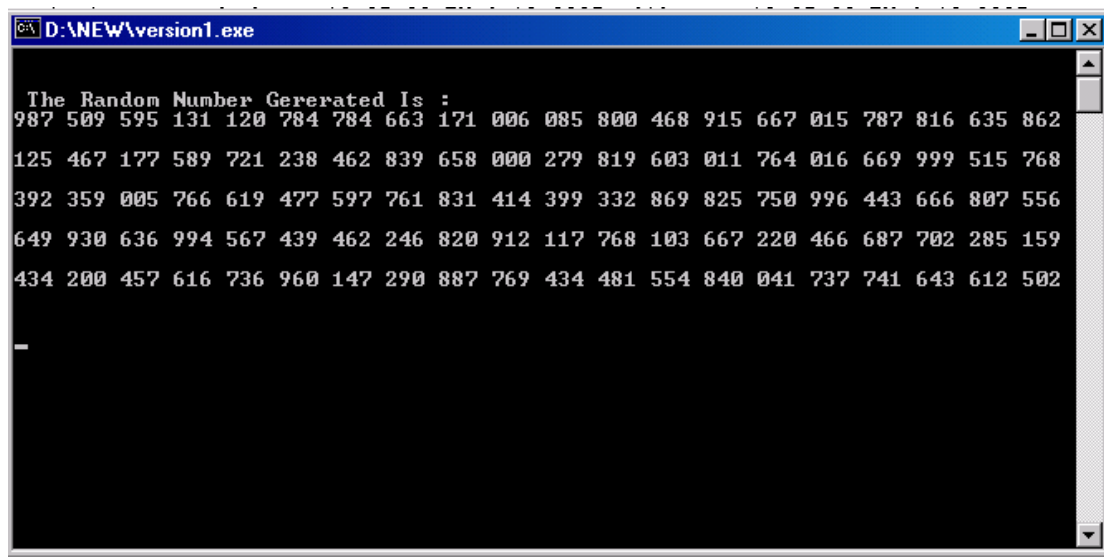 D:\NEW\version1.exe
The Random Number Gererated Is :
987 509 595 131 120 784 784 663 171 006 085 800 468 915 667 015 787 816 635 862
125 467 177 589 721 238 462 839 658 000 279 819 603 011 764 016 669 999 515 768
392 359 005 766 619 477 597 761 831 414 399 332 869 825 750 996 443 666 807 556
649 930 636 994 567 439 462 246 820 912 117 768 103 667 220 466 687 702 285 159
434 200 457 616 736 960 147 290 887 769 434 481 554 840 041 737 741 643 612 502